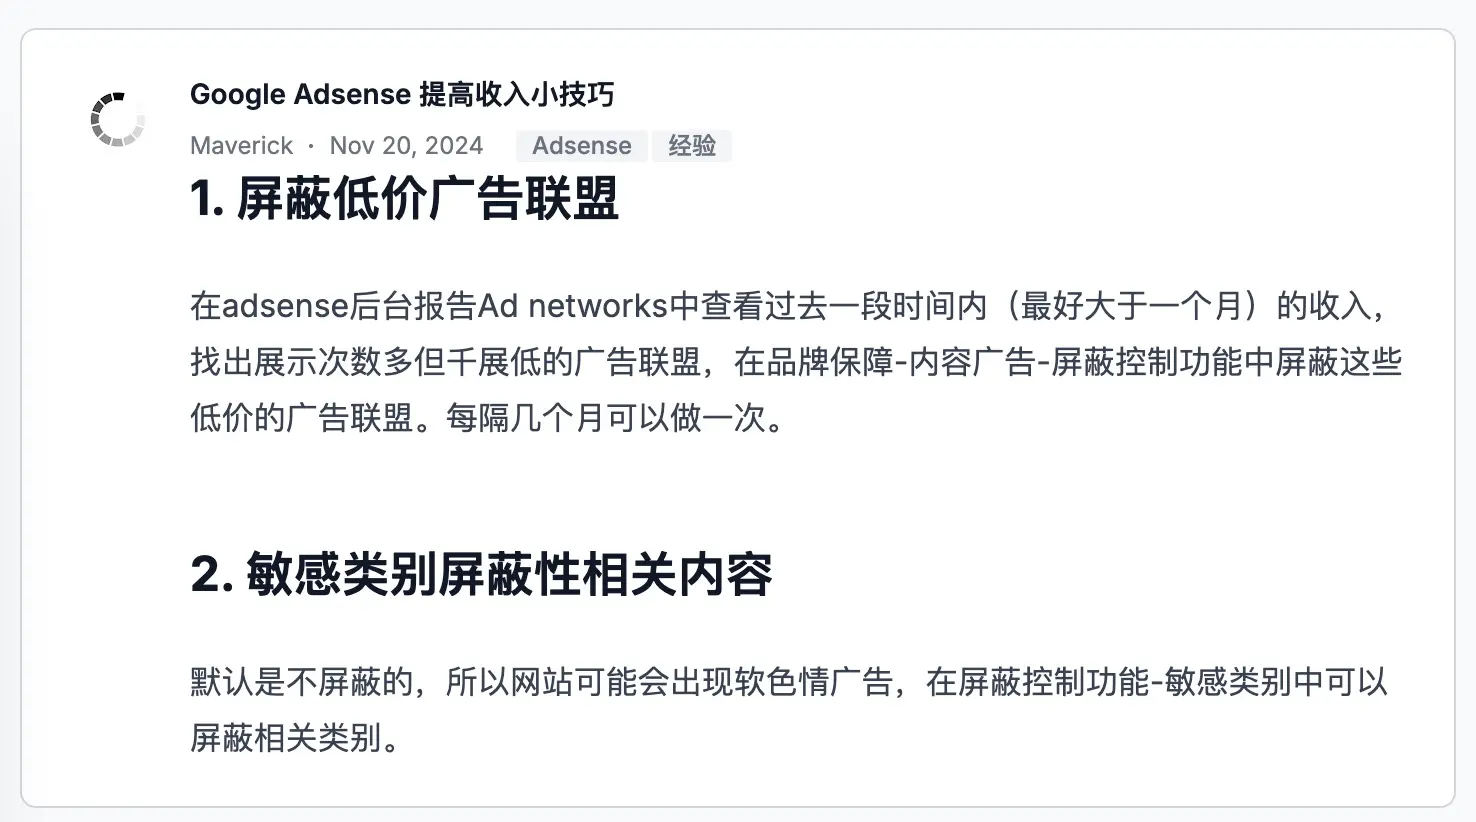 Google Adsense 提高收入小技巧
Maverick · Nov 20, 2024 Adsense 经验
1. 屏蔽低价广告联盟
在adsense后台报告Ad networks中查看过去一段时间内（最好大于一个月）的收入，
找出展示次数多但千展低的广告联盟，在品牌保障-内容广告-屏蔽控制功能中屏蔽这些
低价的广告联盟。每隔几个月可以做一次。
2. 敏感类别屏蔽性相关内容
默认是不屏蔽的，所以网站可能会出现软色情广告，在屏蔽控制功能-敏感类别中可以
屏蔽相关类别。